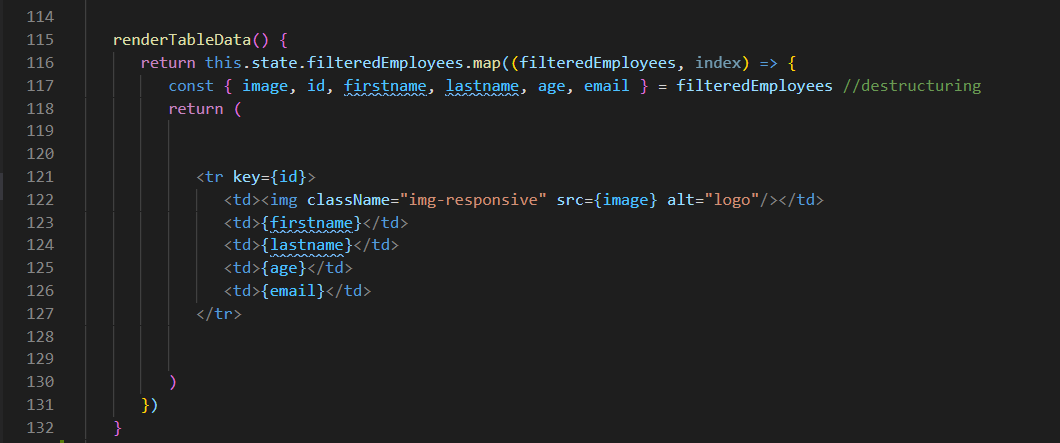 114
115 renderTableData() {
116 return this.state.filteredEmployees.map((filteredEmployees, index) => {
117 const { image, id, firstname, lastname, age, email } = filteredEmployees //destructuring
118 return (
119
120
121 <tr key={id}>
122 <td><img className="img-responsive" src={image} alt="logo"/></td>
123 <td>{firstname}</td>
124 <td>{lastname}</td>
125 <td>{age}</td>
126 <td>{email}</td>
127 </tr>
128
129
130 )
131 })
132 }